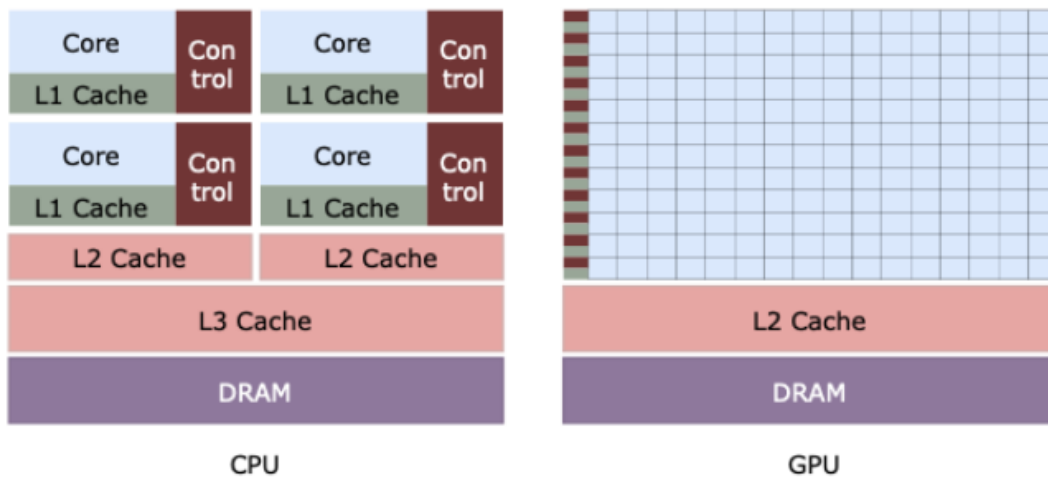 Core
Con
trol
L1 Cache
Core
Con
trol
L1 Cache
Core
Con
trol
L1 Cache
Core
Con
trol
L1 Cache
L2 Cache
L2 Cache
L3 Cache
DRAM
CPU
L2 Cache
DRAM
GPU